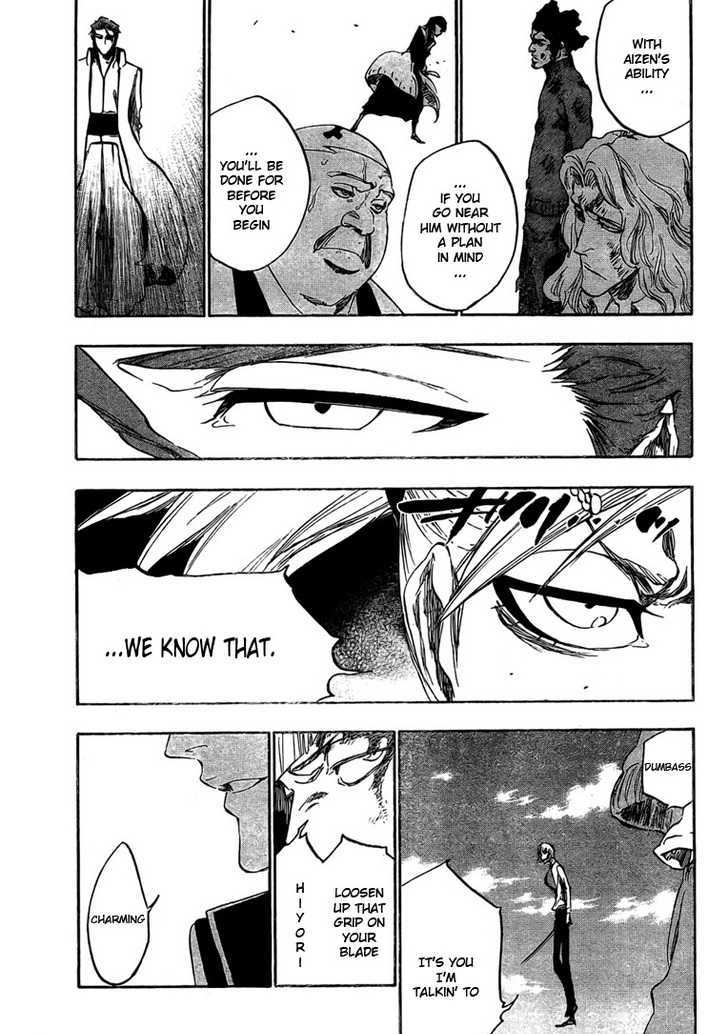 WITH
AIZEN'S
ABILITY
...
...
IF YOU
GO NEAR
HIM WITHOUT
A PLAN
IN MIND
...
...
YOU'LL BE
DONE FOR
BEFORE
YOU
BEGIN
...WE KNOW THAT.
DUMBASS
IT'S YOU
I'M
TALKIN' TO
LOOSEN
UP THAT
GRIP ON
YOUR
BLADE
HIYORI
CHARMING